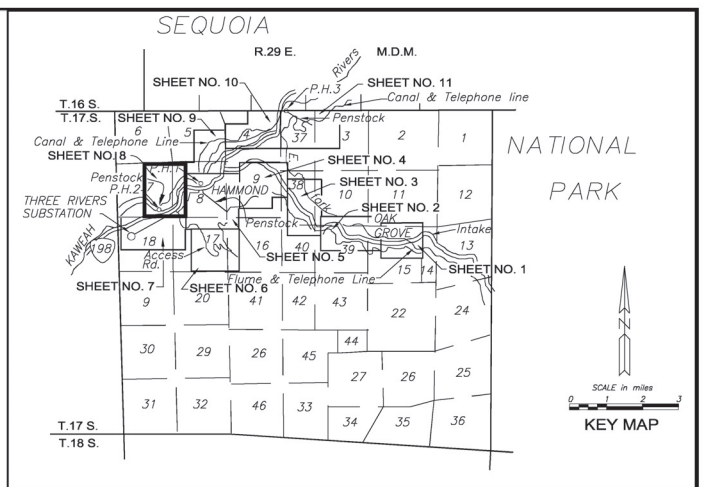 SEQUOIA
R.29 E. M.D.M.
SHEET NO. 10
Rivers
P.H.3
SHEET NO. 11
Canal & Telephone line
T.16 S.
T.17.S.
SHEET NO. 9
Penstock
6 5 4 37 3 2 1
Canal & Telephone Line
NATIONAL
PARK
SHEET NO. 8
P.H.1
E.
SHEET NO. 4
Penstock
P.H.2
7 8 9 38 10 11 12
HAMMOND
Fork
SHEET NO. 3
THREE RIVERS
SUBSTATION
SHEET NO. 2
Penstock
OAK
GROVE
Intake
KAWEAH
198
18 17 16 40 39 15 14 13
Access
Rd.
SHEET NO. 5
SHEET NO. 1
Flume & Telephone Line
SHEET NO. 7
SHEET NO. 6
9 20 41 42 43 22 24
44
30 29 26 45 27 26 25
31 32 46 33 34 35 36
T.17 S.
T.18 S.
N
SCALE in miles
0 1 2 3
KEY MAP